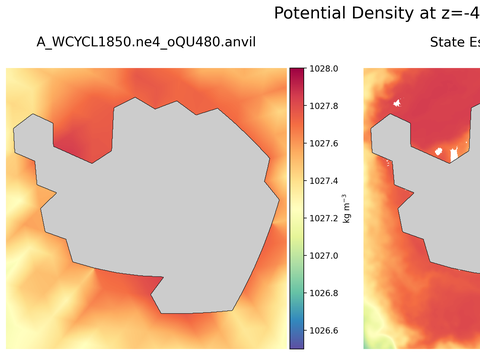 Potential Density at z=-4
A_WCYCL1850.ne4_oQU480.anvil
State Es
1028.0
1027.8
1027.6
1027.4
1027.2
1027.0
1026.8
1026.6
kg m⁻³